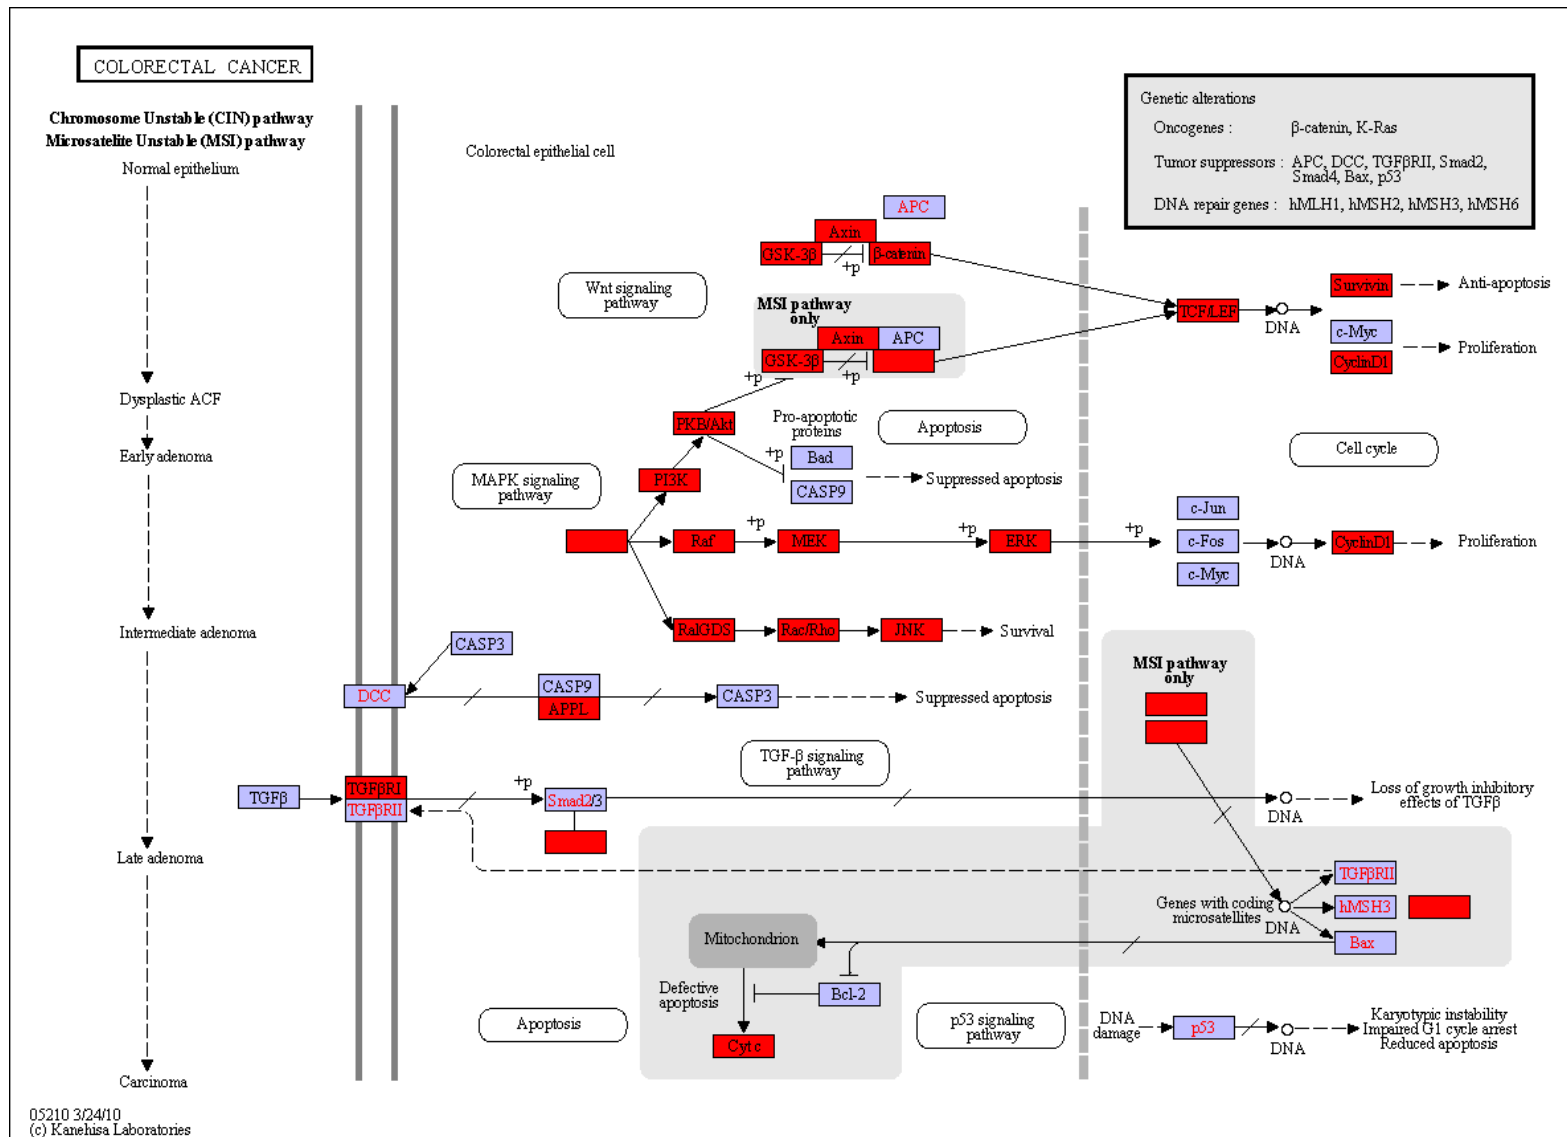 COLORECTAL CANCER
Chromosome Unstable (CIN) pathway
Microsatelite Unstable (MSI) pathway
Normal epithelium
Dysplastic ACF
Early adenoma
Intermediate adenoma
Late adenoma
Carcinoma
05210 3/24/10
(c) Kanehisa Laboratories
Colorectal epithelial cell
Genetic alterations
Oncogenes : β-catenin, K-Ras
Tumor suppressors : APC, DCC, TGFβRII, Smad2,
Smad4, Bax, p53
DNA repair genes : hMLH1, hMSH2, hMSH3, hMSH6
APC
Axin
GSK-3β
β-catenin
+p
Wnt signaling
pathway
MSI pathway
only
Axin
APC
GSK-3β
+p
+p
TCF/LEF
DNA
Survivin
Anti-apoptosis
c-Myc
CyclinD1
Proliferation
PKB/Akt
Pro-apoptotic
proteins
+p
Bad
CASP9
Apoptosis
Suppressed apoptosis
Cell cycle
MAPK signaling
pathway
PI3K
Raf
+p
MEK
+p
ERK
+p
c-Jun
c-Fos
c-Myc
DNA
CyclinD1
Proliferation
RalGDS
Rac/Rho
JNK
Survival
CASP3
DCC
CASP9
APPL
CASP3
Suppressed apoptosis
MSI pathway
only
TGF-β signaling
pathway
TGFβ
TGFβRI
TGFβRII
+p
Smad2/3
DNA
Loss of growth inhibitory
effects of TGFβ
TGFβRII
Genes with coding
microsatellites
DNA
hMSH3
Bax
Mitochondrion
Defective
apoptosis
Bcl-2
Cyt c
Apoptosis
p53 signaling
pathway
DNA
damage
p53
DNA
Karyotypic instability
Impaired G1 cycle arrest
Reduced apoptosis